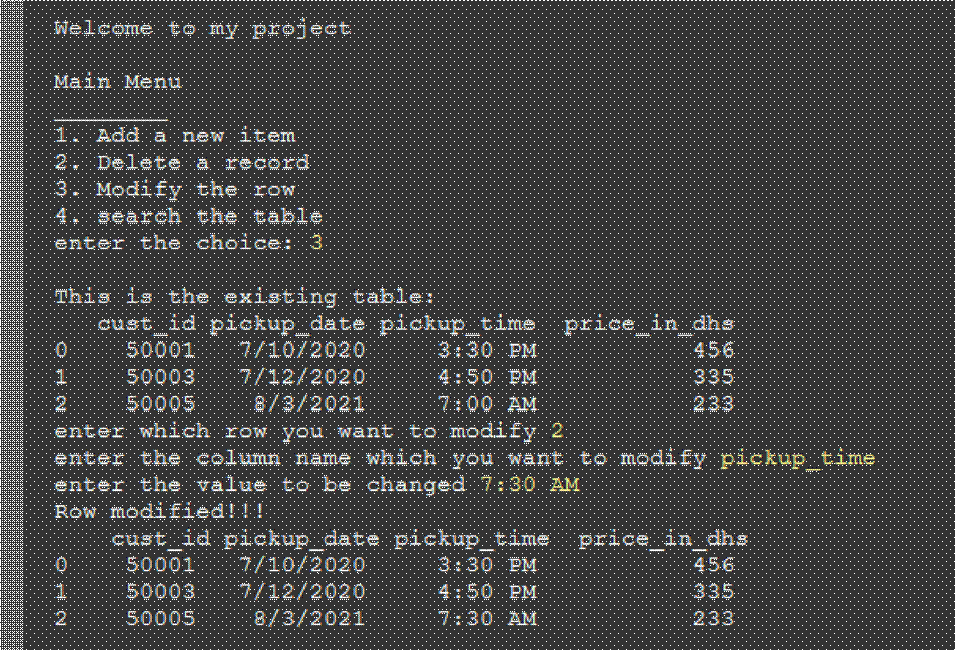 Welcome to my project
Main Menu
________
1. Add a new item
2. Delete a record
3. Modify the row
4. search the table
enter the choice: 3
This is the existing table:
   cust_id pickup_date pickup_time  price_in_dhs
0    50001   7/10/2020     3:30 PM           456
1    50003   7/12/2020     4:50 PM           335
2    50005    8/3/2021     7:00 AM           233
enter which row you want to modify 2
enter the column name which you want to modify pickup_time
enter the value to be changed 7:30 AM
Row modified!!!
    cust_id pickup_date pickup_time  price_in_dhs
0    50001   7/10/2020     3:30 PM           456
1    50003   7/12/2020     4:50 PM           335
2    50005    8/3/2021     7:30 AM           233